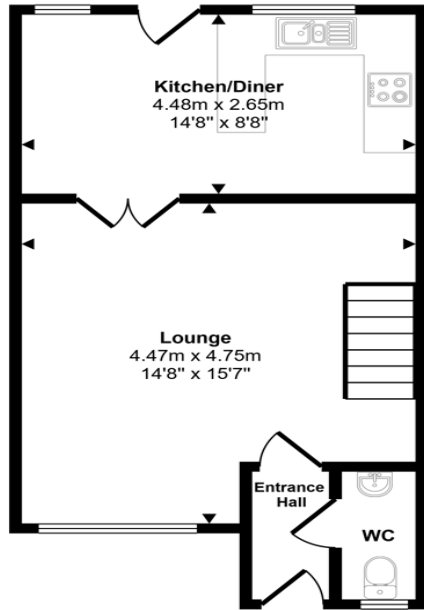 Kitchen/Diner
4.48m x 2.65m
14'8" x 8'8"
Lounge
4.47m x 4.75m
14'8" x 15'7"
Entrance
Hall
WC